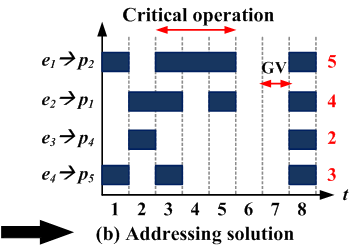 Critical operation
e1→p2 5
GV
e2→p1 4
e3→p4 2
e4→p5 3
1 2 3 4 5 6 7 8 t
(b) Addressing solution